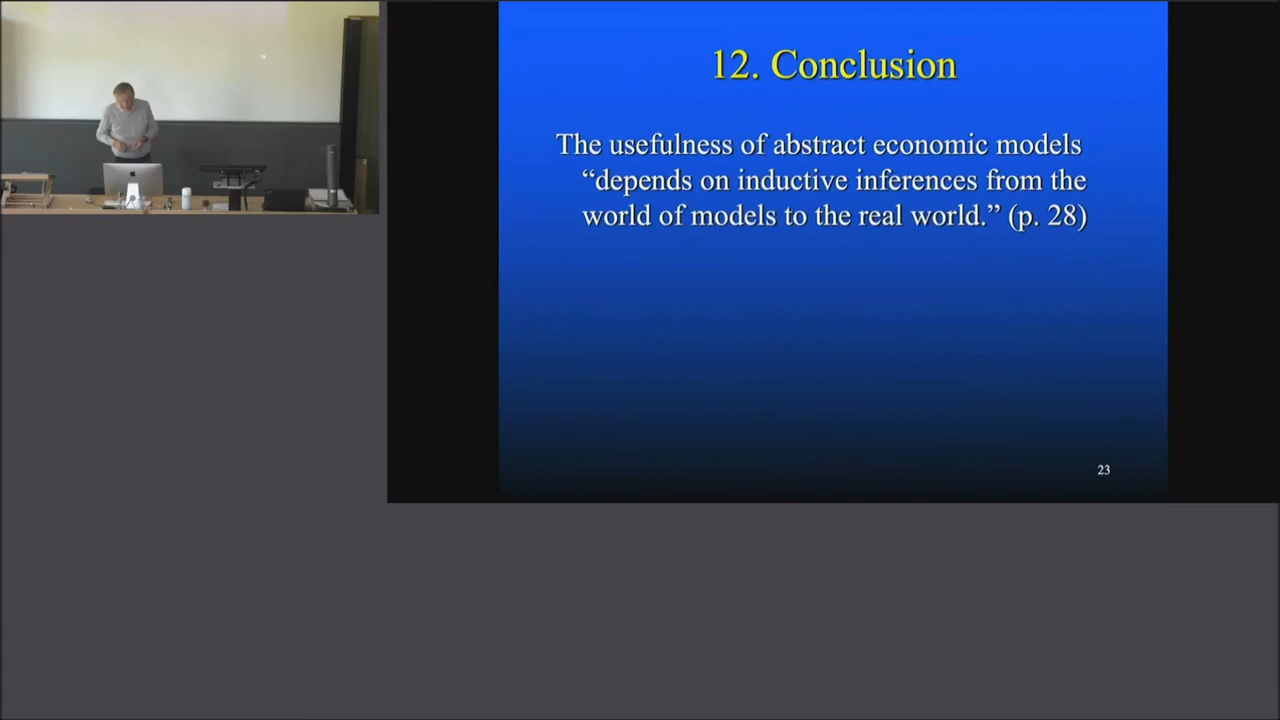 12. Conclusion
The usefulness of abstract economic models
“depends on inductive inferences from the
world of models to the real world.” (p. 28)
23